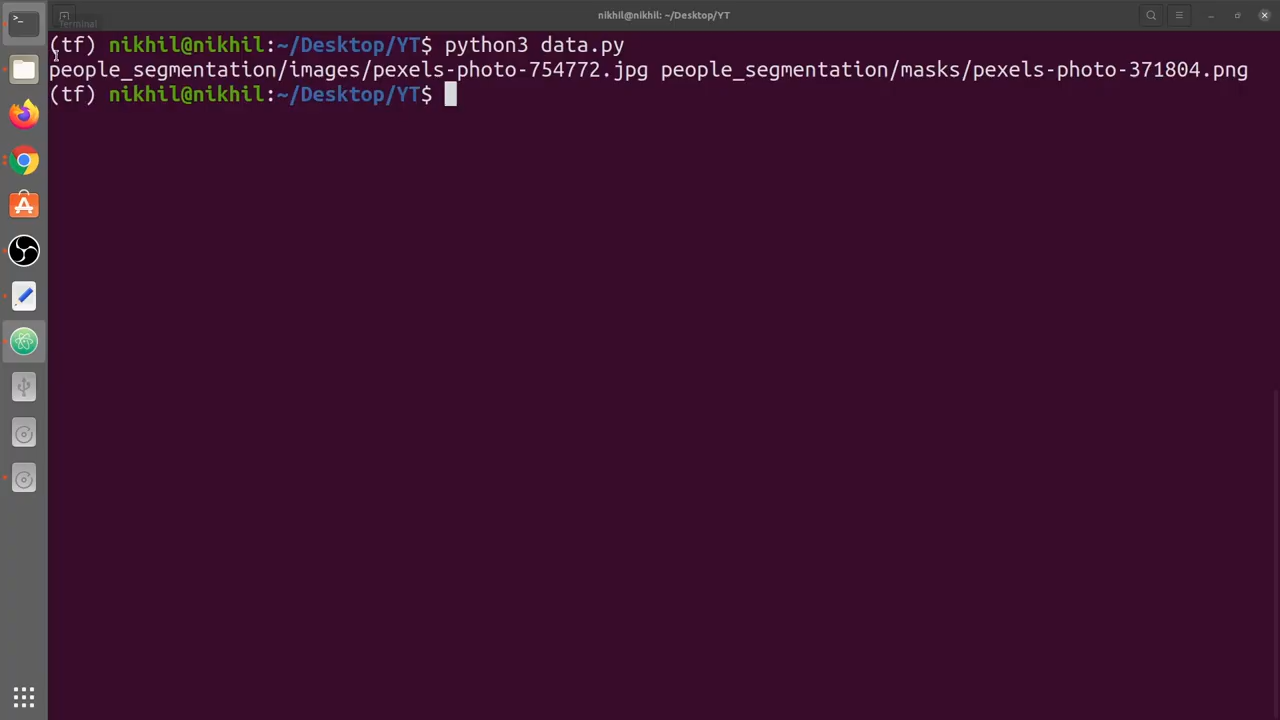 nikhil@nikhil: ~/Desktop/YT
Terminal
(tf) nikhil@nikhil:~/Desktop/YT$ python3 data.py
people_segmentation/images/pexels-photo-754772.jpg people_segmentation/masks/pexels-photo-371804.png
(tf) nikhil@nikhil:~/Desktop/YT$